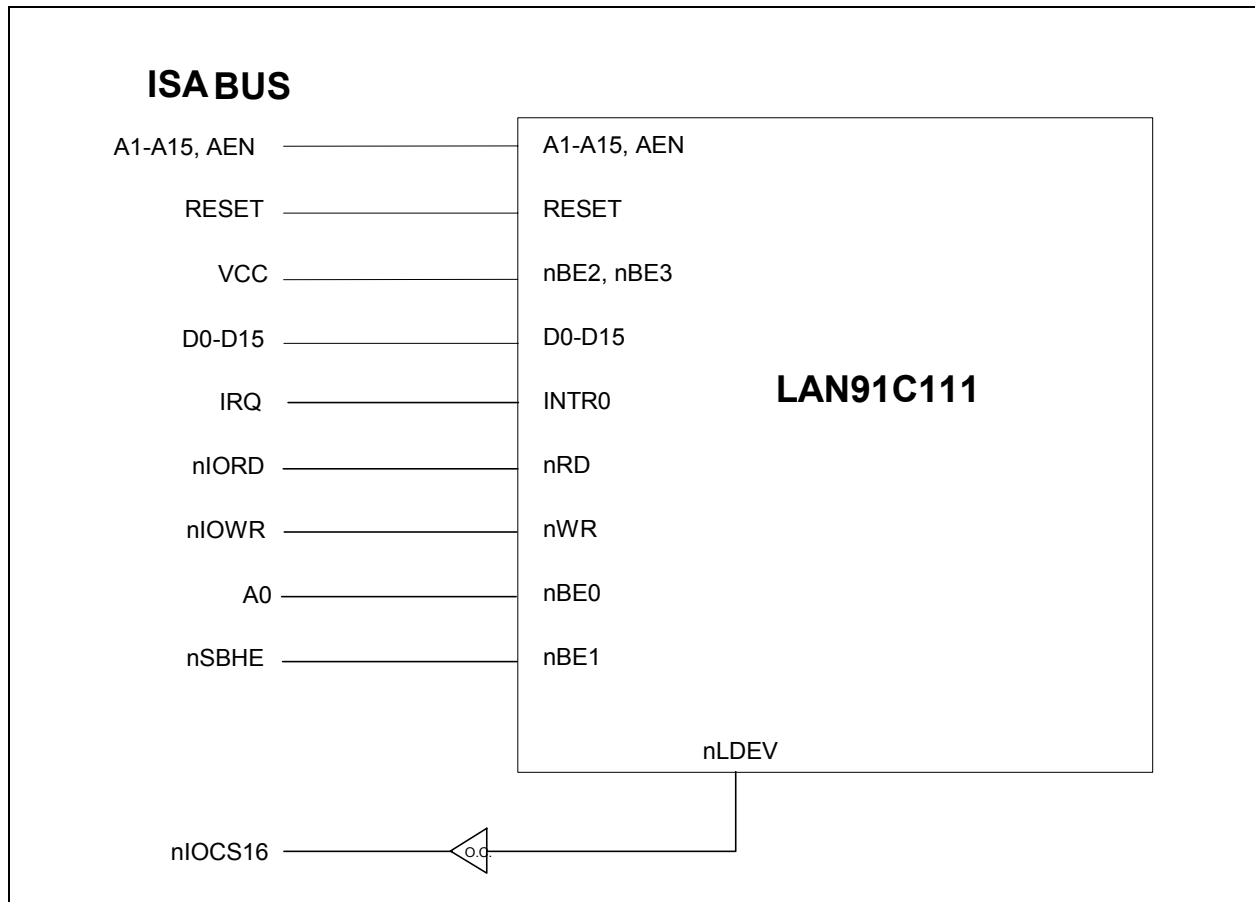 ISA BUS
A1-A15, AEN A1-A15, AEN
RESET RESET
VCC nBE2, nBE3
D0-D15 D0-D15
LAN91C111
IRQ INTR0
nIORD nRD
nIOWR nWR
A0 nBE0
nSBHE nBE1
nLDEV
nIOCS16 O.C.